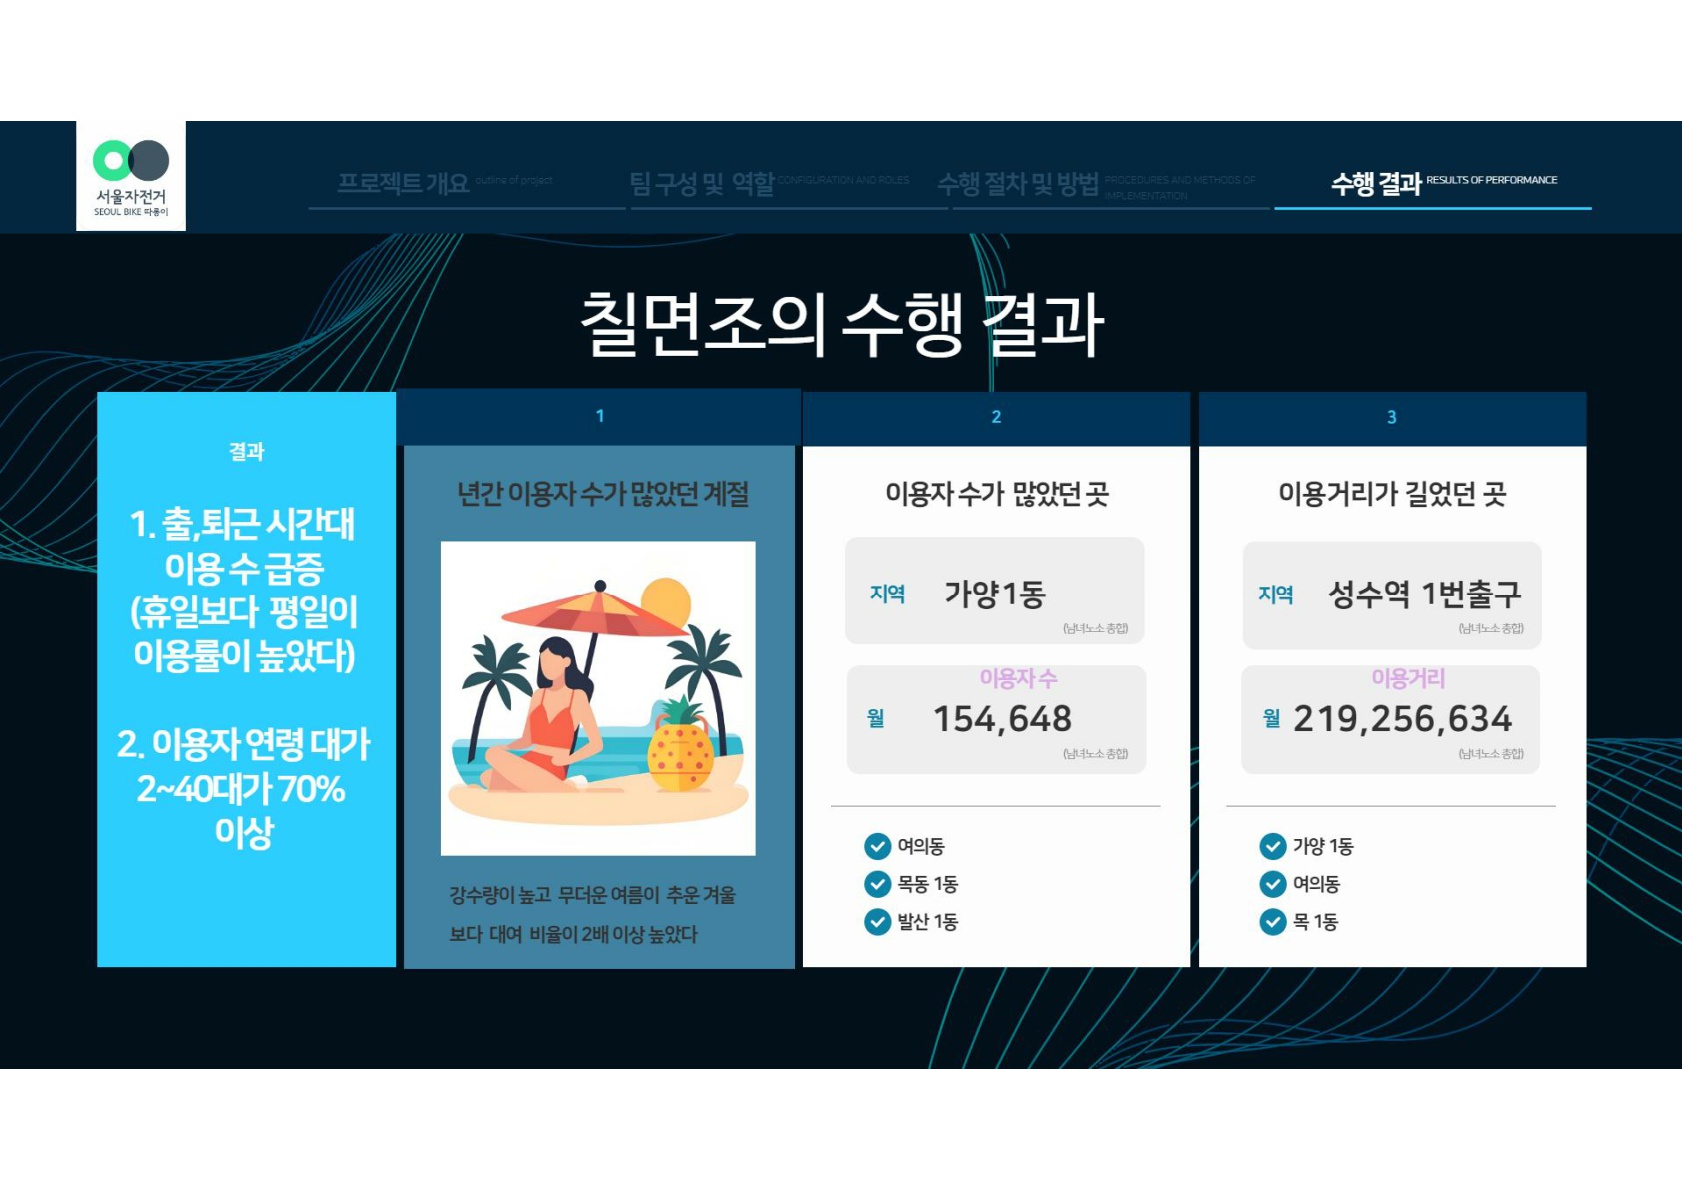 서울자전거
SEOUL BIKE 따릉이
프로젝트 개요 outline of project
팀 구성 및 역할 CONFIGURATION AND ROLES
수행 절차 및 방법 PROCEDURES AND METHODS OF
IMPLEMENTATION
수행 결과 RESULTS OF PERFORMANCE
칠면조의 수행 결과
결과
1. 출,퇴근 시간대
이용 수 급증
(휴일보다 평일이
이용률이 높았다)
2. 이용자 연령 대가
2~40대가 70%
이상
1
년간 이용자 수가 많았던 계절
강수량이 높고 무더운 여름이 추운 겨울
보다 대여 비율이 2배 이상 높았다
2
이용자 수가 많았던 곳
지역 가양1동
(남녀노소 총합)
이용자 수
월 154,648
(남녀노소 총합)
여의동
목동 1동
발산 1동
3
이용거리가 길었던 곳
지역 성수역 1번출구
(남녀노소 총합)
이용거리
월 219,256,634
(남녀노소 총합)
가양 1동
여의동
목 1동